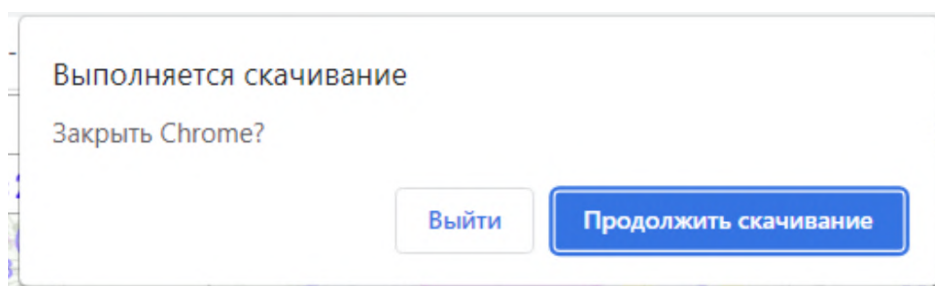 Выполняется скачивание
Закрыть Chrome?
Выйти
Продолжить скачивание